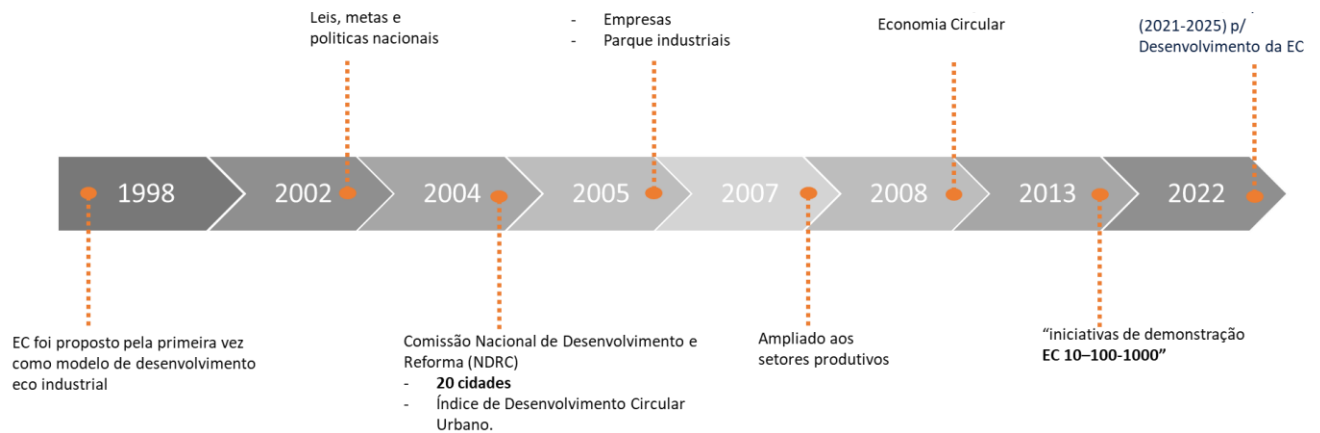 Leis, metas e
politicas nacionais
- Empresas
- Parque industriais
Economia Circular
(2021-2025) p/
Desenvolvimento da EC
1998
2002
2004
2005
2007
2008
2013
2022
EC foi proposto pela primeira vez
como modelo de desenvolvimento
eco industrial
Comissão Nacional de Desenvolvimento e
Reforma (NDRC)
- 20 cidades
- Índice de Desenvolvimento Circular
Urbano.
Ampliado aos
setores produtivos
“iniciativas de demonstração
EC 10–100-1000”